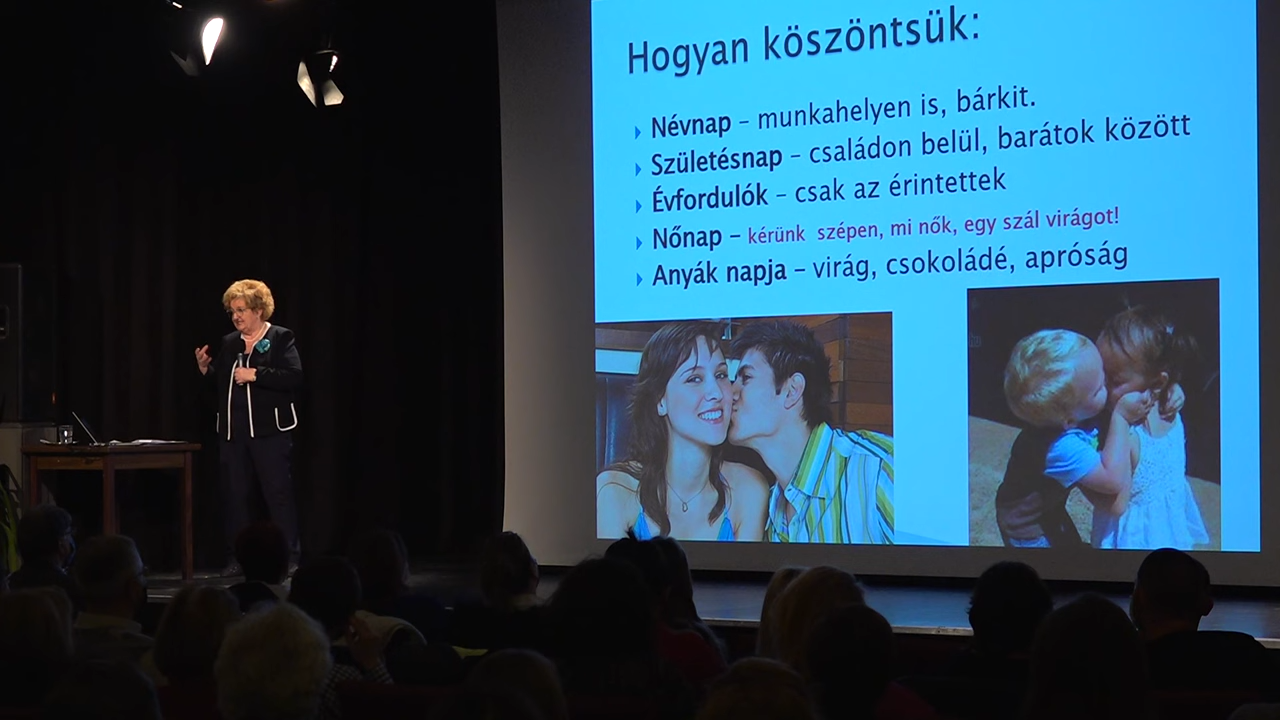 Hogyan köszöntsük:
Névnap – munkahelyen is, bárkit.
Születésnap – családon belül, barátok között
Évfordulók – csak az érintettek
Nőnap – kérünk szépen, mi nők, egy szál virágot!
Anyák napja – virág, csokoládé, apróság